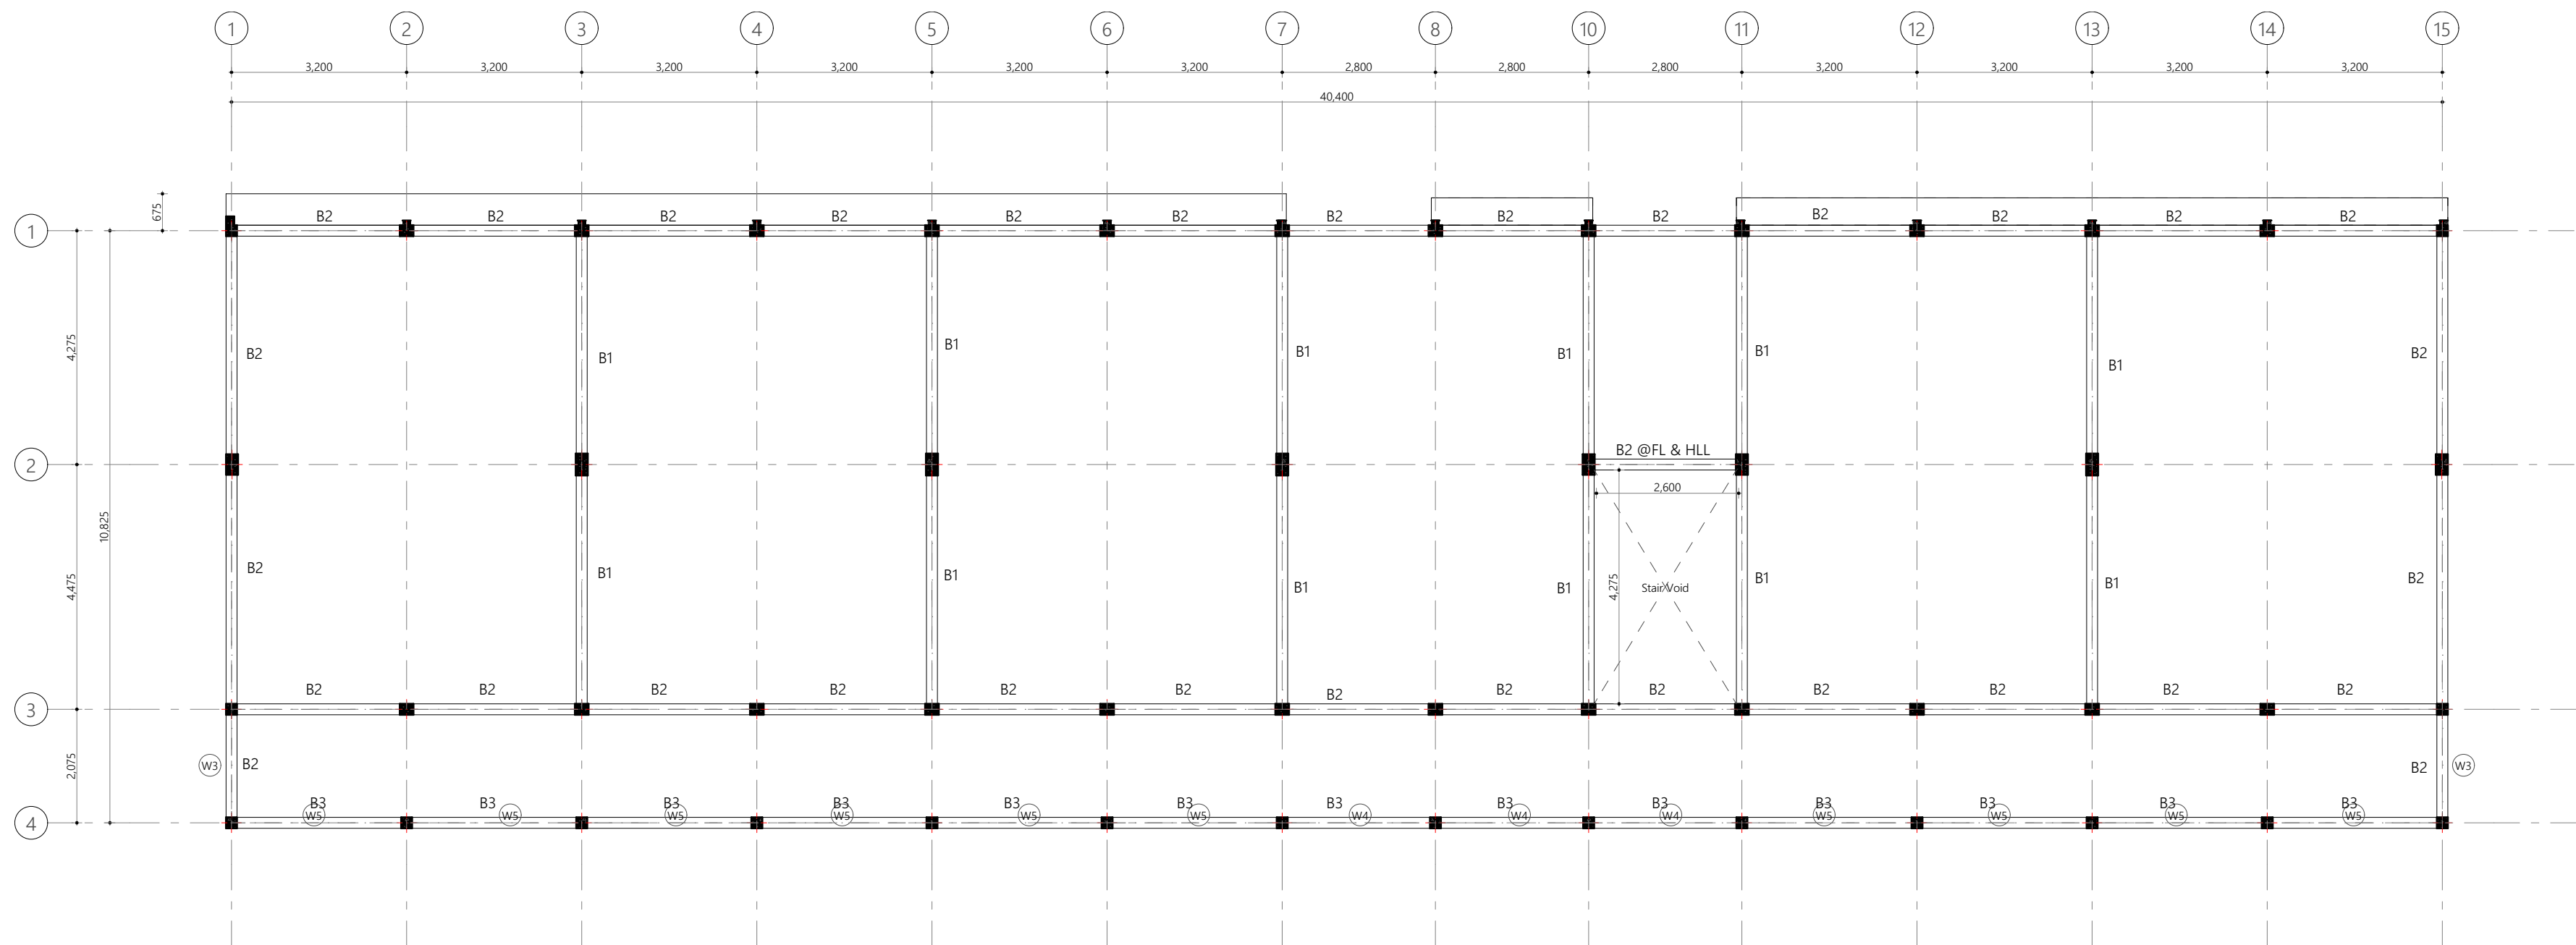 1 2 3 4 5 6 7 8 10 11 12 13 14 15
3,200 3,200 3,200 3,200 3,200 3,200 2,800 2,800 2,800 3,200 3,200 3,200 3,200
40,400
675
B2 B2 B2 B2 B2 B2 B2 B2 B2 B2 B2 B2 B2 B2
1
4,275
B2 B1 B1 B1 B1 B1 B1 B2
B2 @FL & HLL
2
2,600
10,825
4,475
B2 B1 B1 B1 B1 4,275 Stair Void B1 B1 B2
B2 B2 B2 B2 B2 B2 B2 B2 B2 B2 B2 B2 B2
3
2,075
W3 B2 B2 W3
B3 B3 B3 B3 B3 B3 B3 B3 B3 B3 B3 B3 B3
W5 W5 W5 W5 W5 W5 W4 W4 W4 W5 W5 W5 W5
4